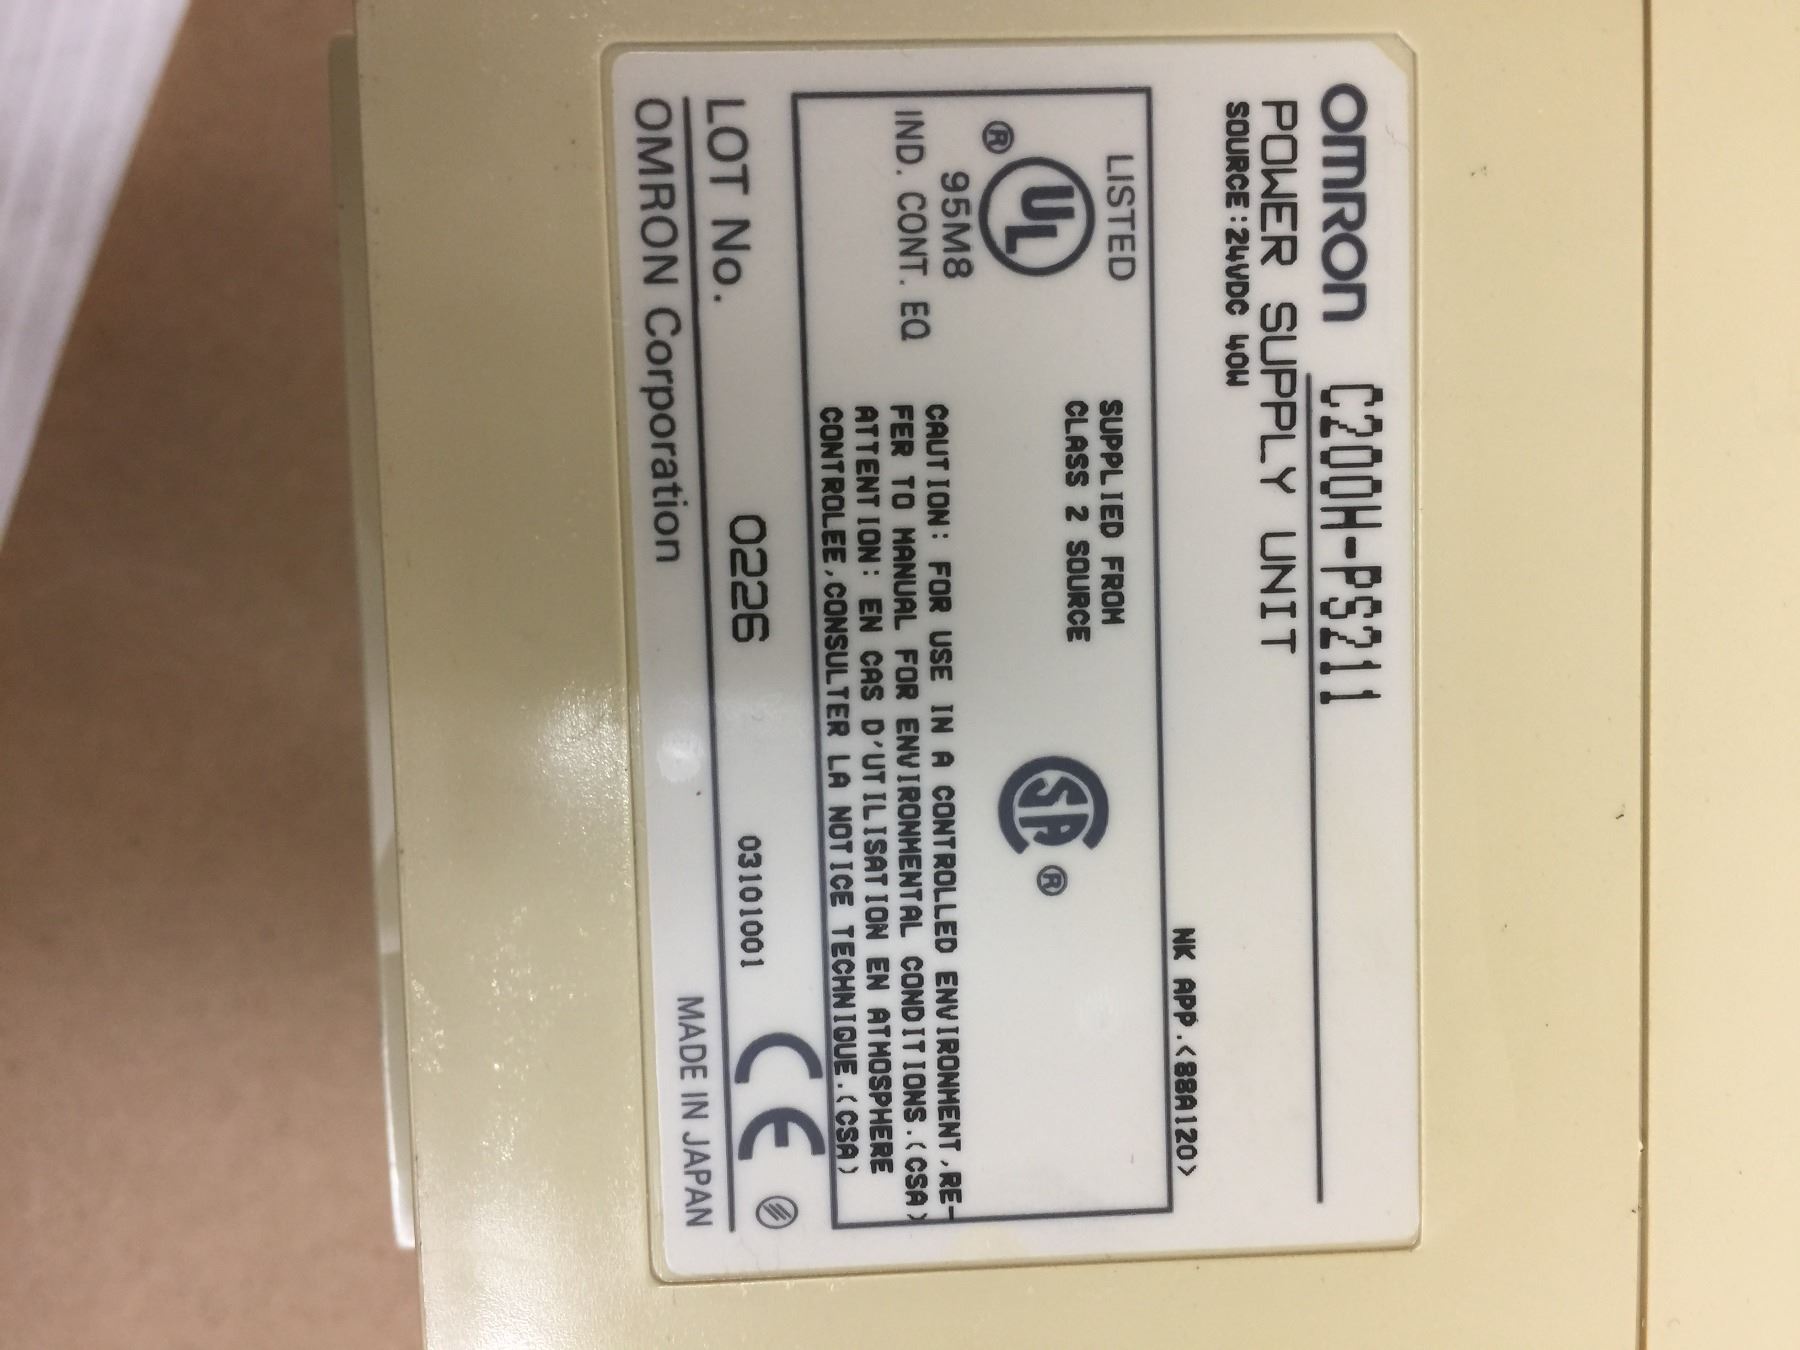 OMRON C200H-PS211
POWER SUPPLY UNIT
SOURCE:24VDC 40W
NK APP.<88A120>
LISTED
UL
®
95M8
IND. CONT. EQ
SUPPLIED FROM
CLASS 2 SOURCE
SA ®
CAUTION: FOR USE IN A CONTROLLED ENVIRONMENT,RE-
FER TO MANUAL FOR ENVIRONMENTAL CONDITIONS.(CSA)
ATTENTION: EN CAS D'UTILISATION EN ATMOSPHERE
CONTROLEE,CONSULTER LA NOTICE TECHNIQUE.(CSA)
LOT No. 0226 03101001 CE
OMRON Corporation MADE IN JAPAN